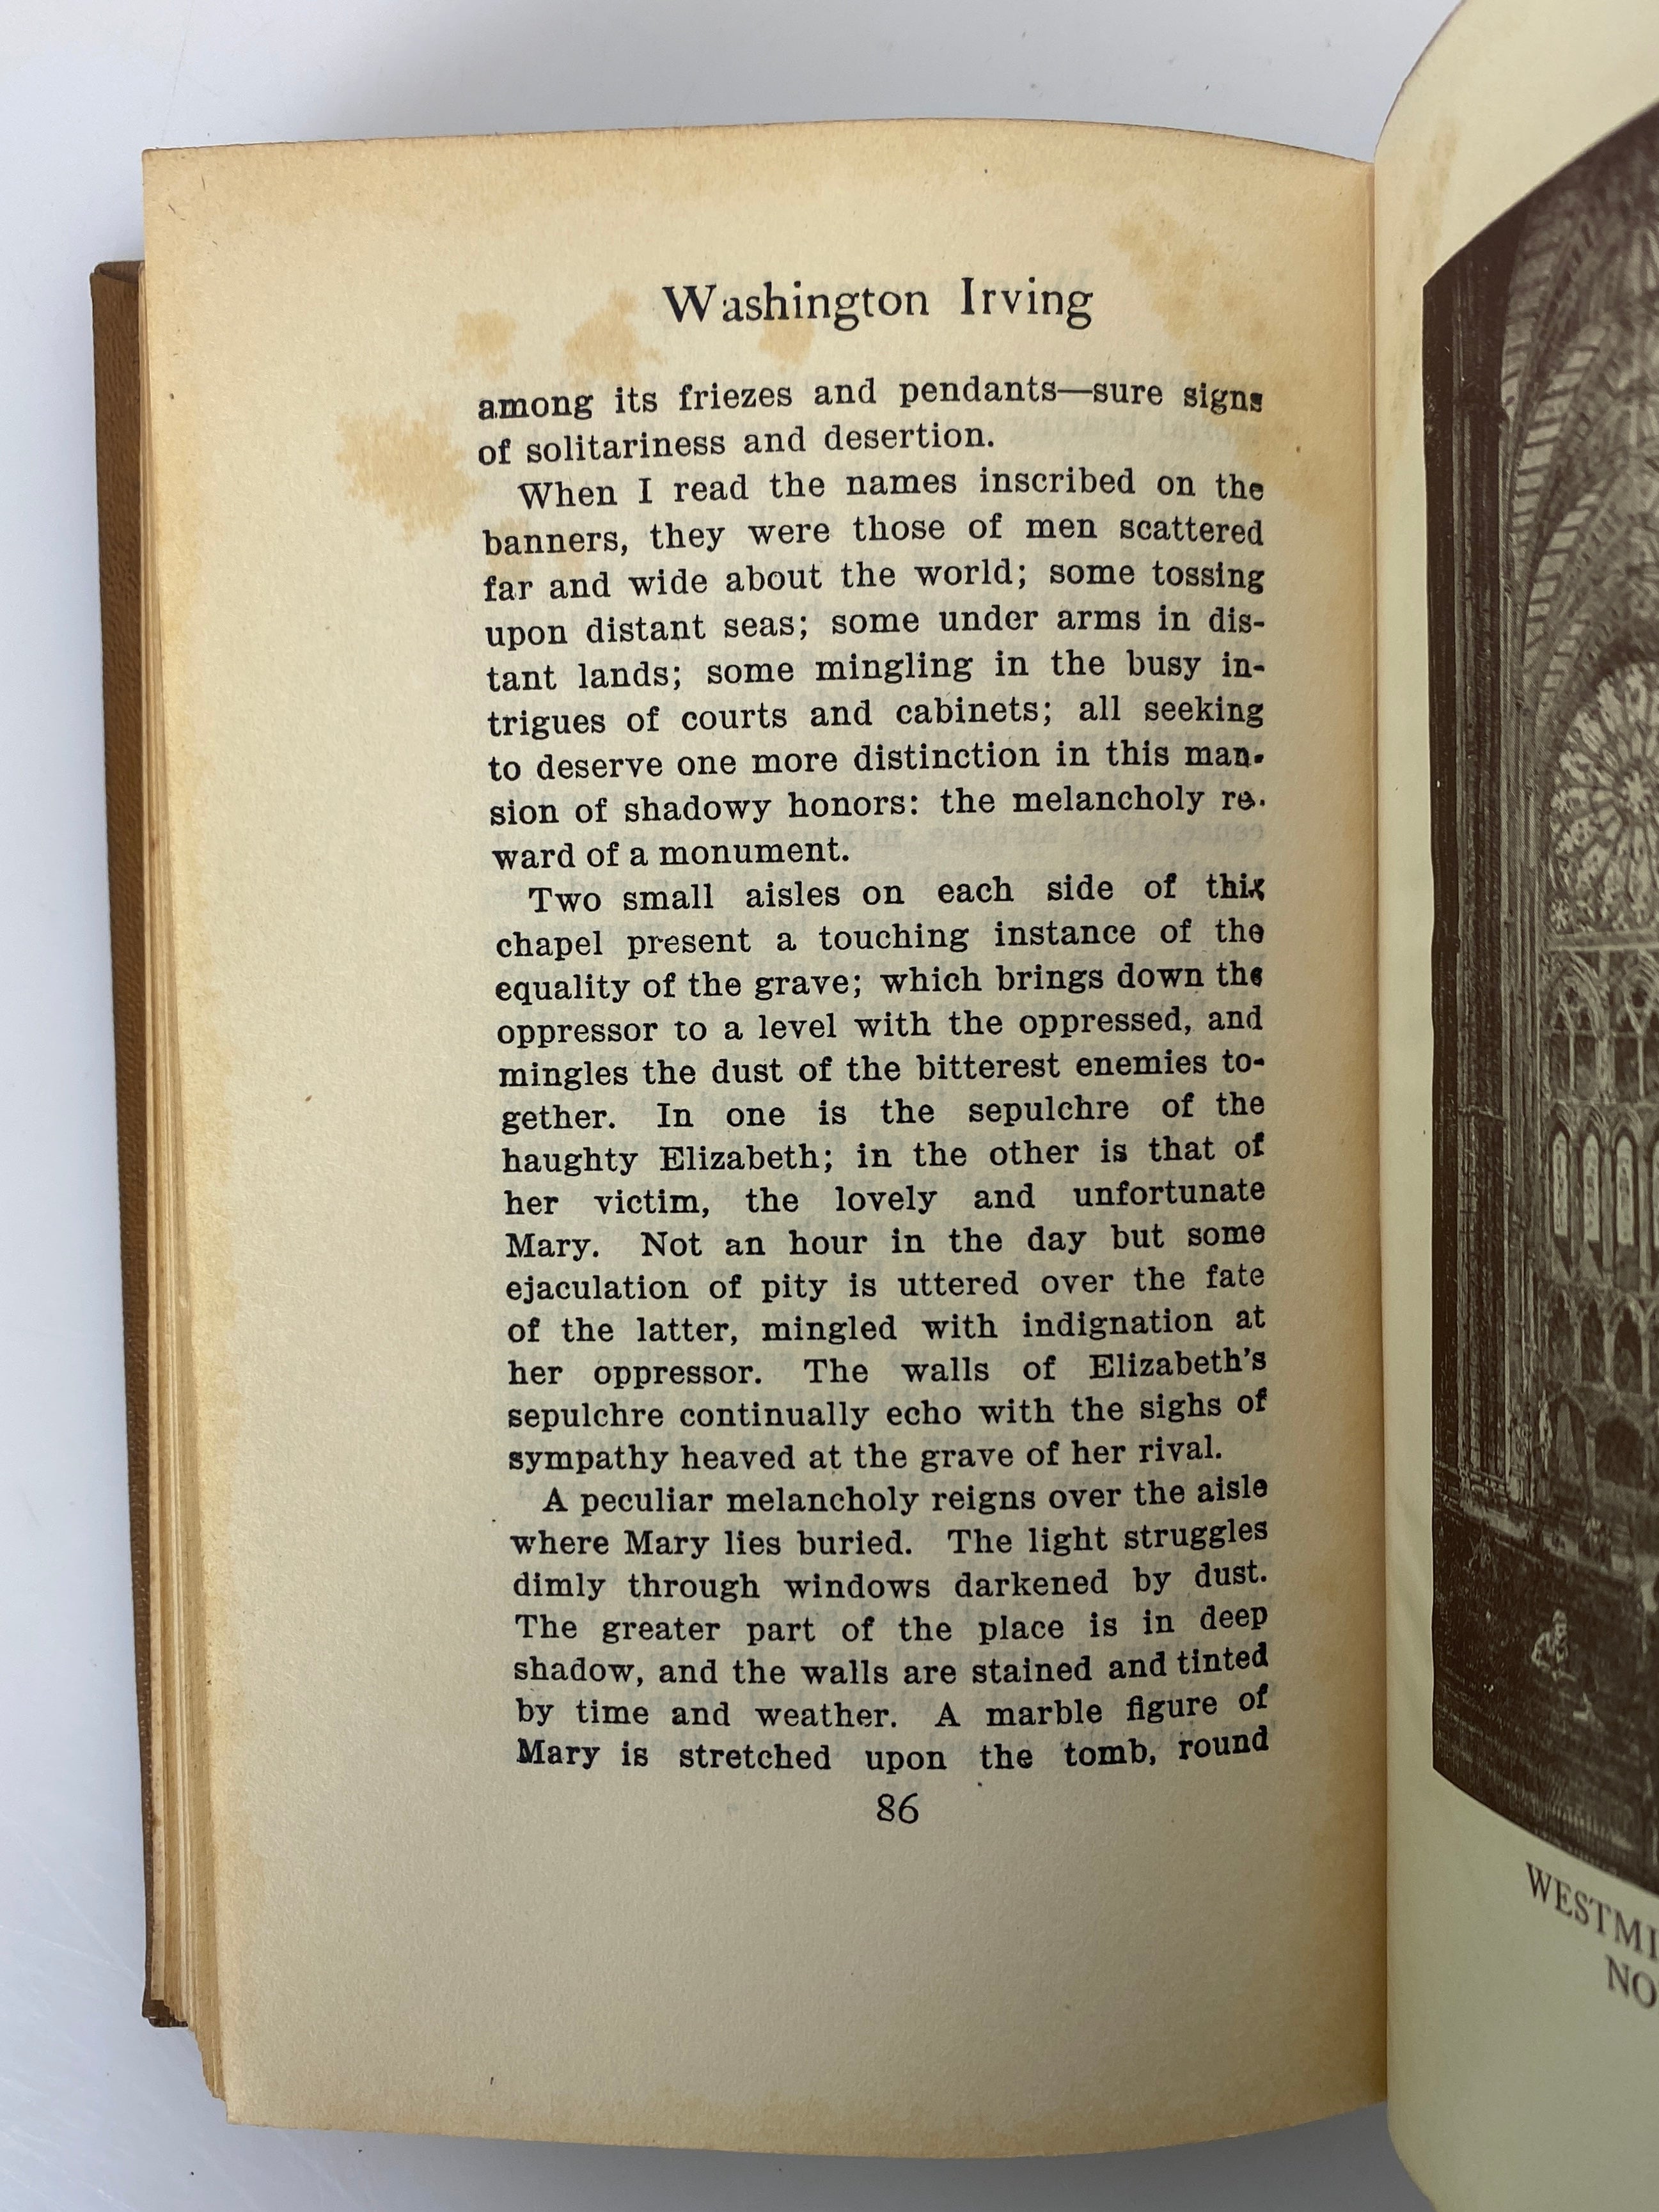 Washington Irving
among its friezes and pendants—sure signs
of solitariness and desertion.
When I read the names inscribed on the
banners, they were those of men scattered
far and wide about the world; some tossing
upon distant seas; some under arms in dis-
tant lands; some mingling in the busy in-
trigues of courts and cabinets; all seeking
to deserve one more distinction in this man-
sion of shadowy honors: the melancholy re-
ward of a monument.
Two small aisles on each side of this
chapel present a touching instance of the
equality of the grave; which brings down the
oppressor to a level with the oppressed, and
mingles the dust of the bitterest enemies to-
gether. In one is the sepulchre of the
haughty Elizabeth; in the other is that of
her victim, the lovely and unfortunate
Mary. Not an hour in the day but some
ejaculation of pity is uttered over the fate
of the latter, mingled with indignation at
her oppressor. The walls of Elizabeth's
sepulchre continually echo with the sighs of
sympathy heaved at the grave of her rival.
A peculiar melancholy reigns over the aisle
where Mary lies buried. The light struggles
dimly through windows darkened by dust.
The greater part of the place is in deep
shadow, and the walls are stained and tinted
by time and weather. A marble figure of
Mary is stretched upon the tomb, round
86
WESTMI
NO